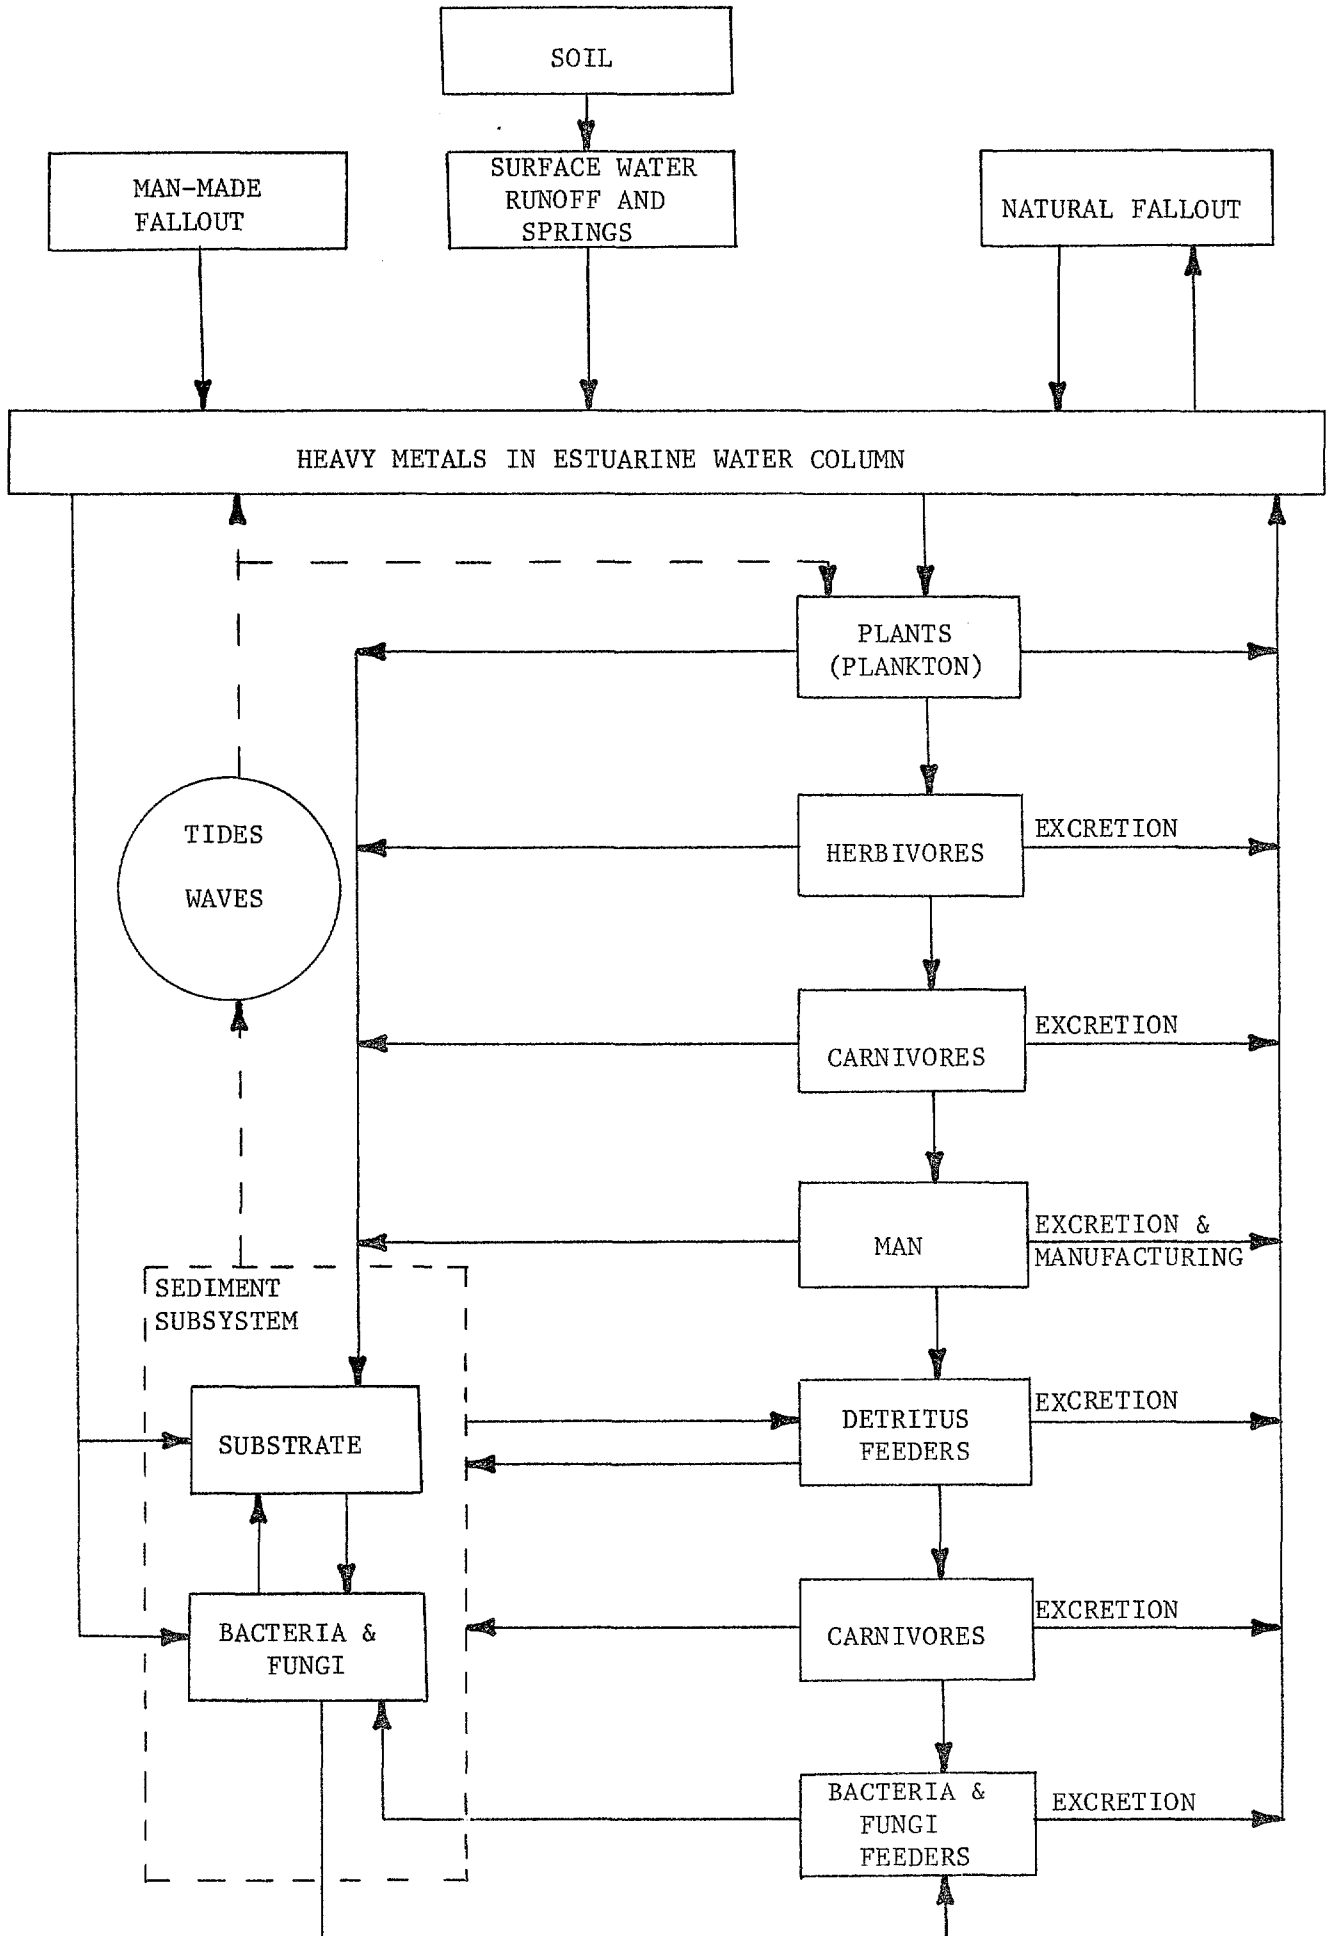 SOIL
SURFACE WATER
RUNOFF AND
SPRINGS
MAN-MADE
FALLOUT
NATURAL FALLOUT
HEAVY METALS IN ESTUARINE WATER COLUMN
PLANTS
(PLANKTON)
TIDES
WAVES
HERBIVORES
EXCRETION
CARNIVORES
EXCRETION
MAN
EXCRETION &
MANUFACTURING
SEDIMENT
SUBSYSTEM
SUBSTRATE
DETRITUS
FEEDERS
EXCRETION
BACTERIA &
FUNGI
CARNIVORES
EXCRETION
BACTERIA &
FUNGI
FEEDERS
EXCRETION